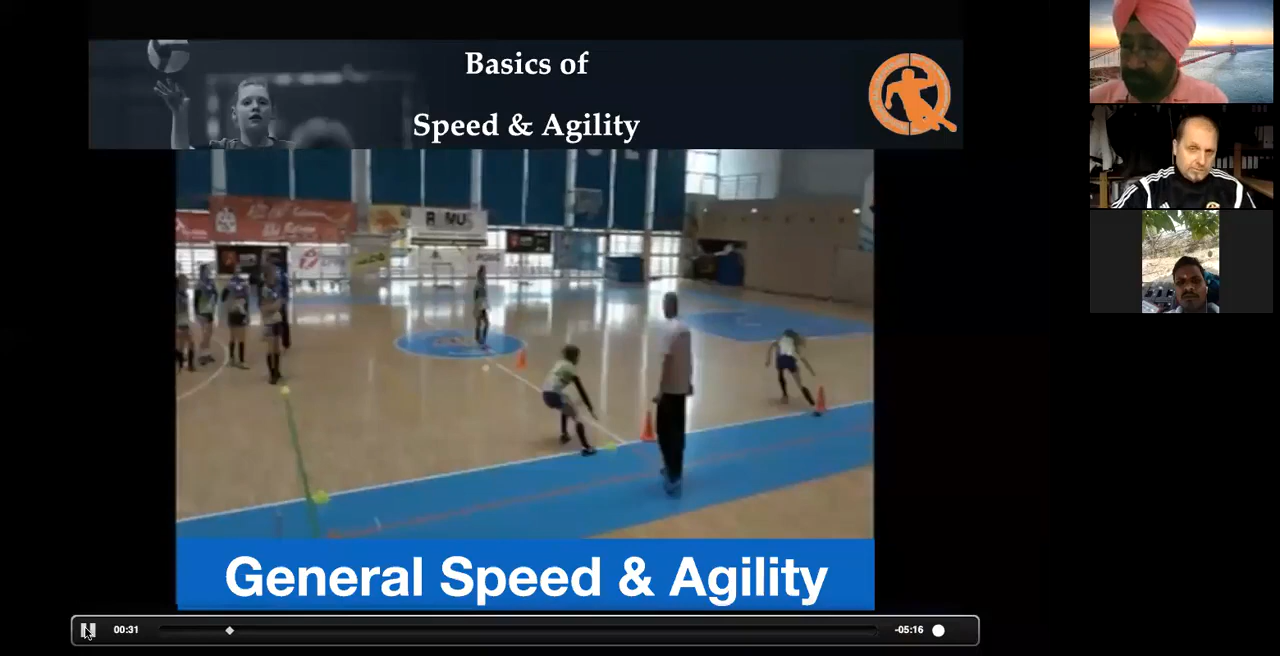 Basics of
Speed & Agility
General Speed & Agility
00:31
-05:16